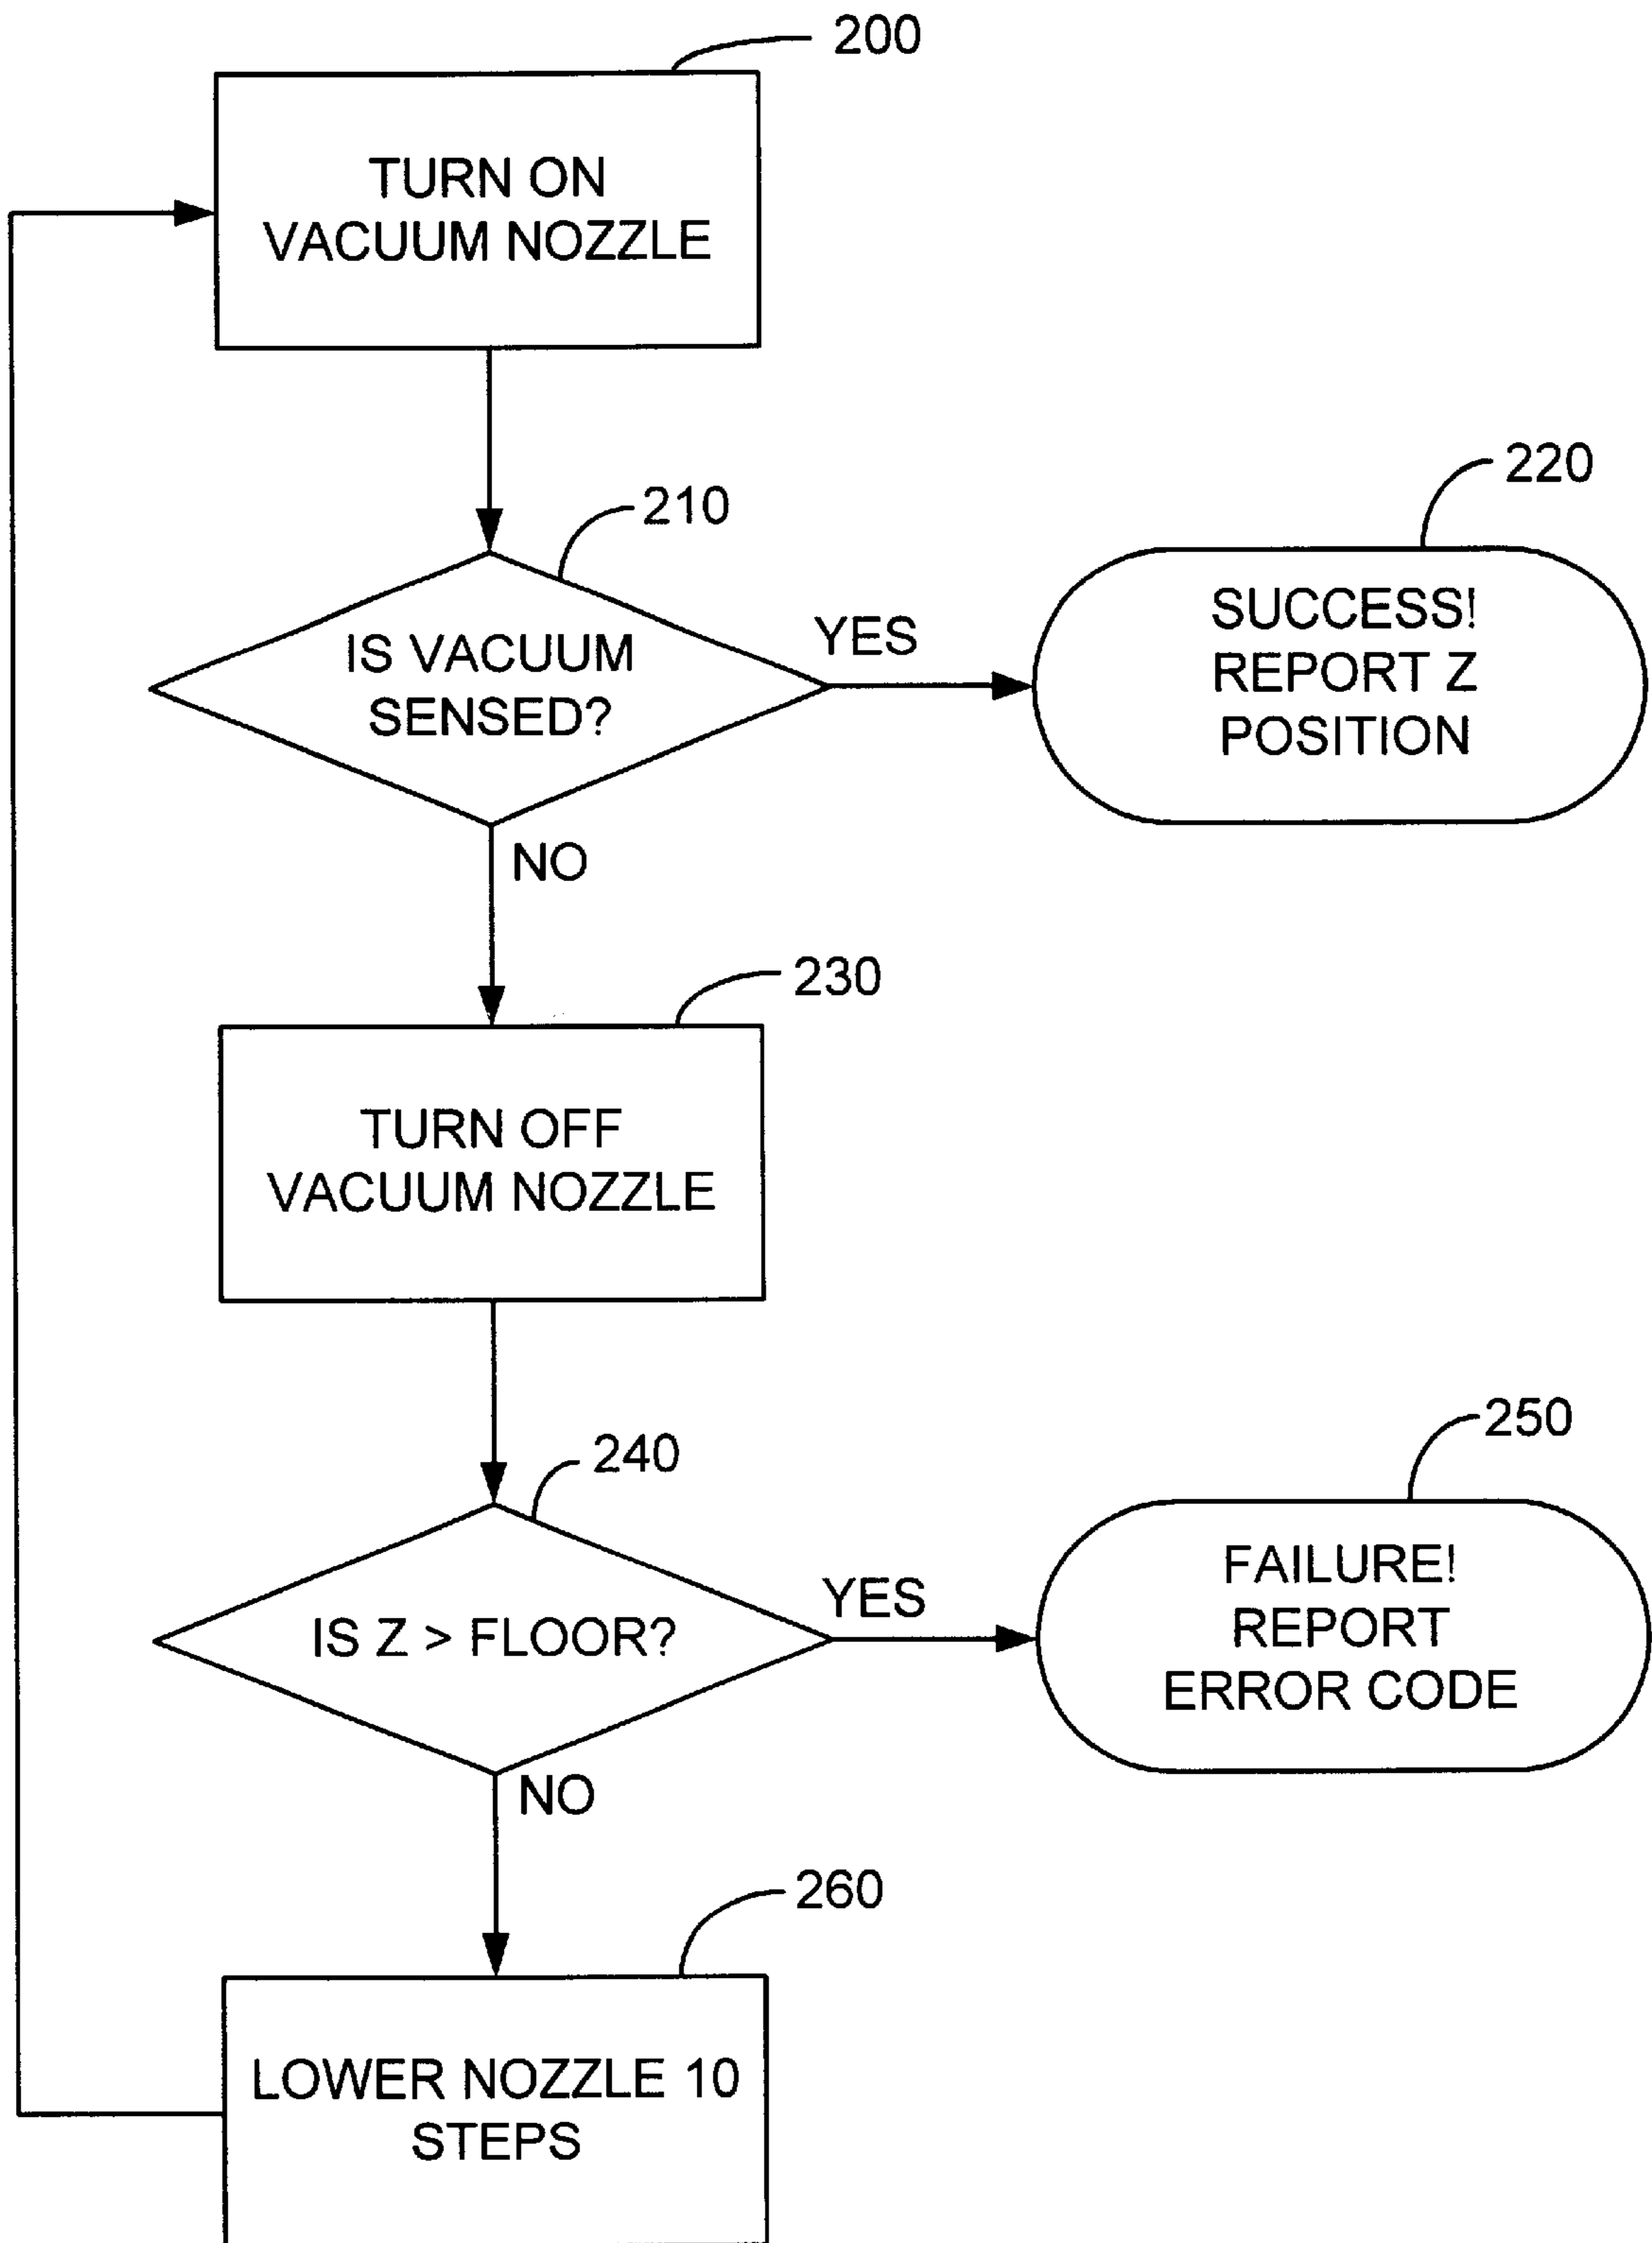 200
TURN ON
VACUUM NOZZLE
210
IS VACUUM
SENSED?
YES
220
SUCCESS!
REPORT Z
POSITION
NO
230
TURN OFF
VACUUM NOZZLE
240
IS Z > FLOOR?
YES
250
FAILURE!
REPORT
ERROR CODE
NO
260
LOWER NOZZLE 10
STEPS